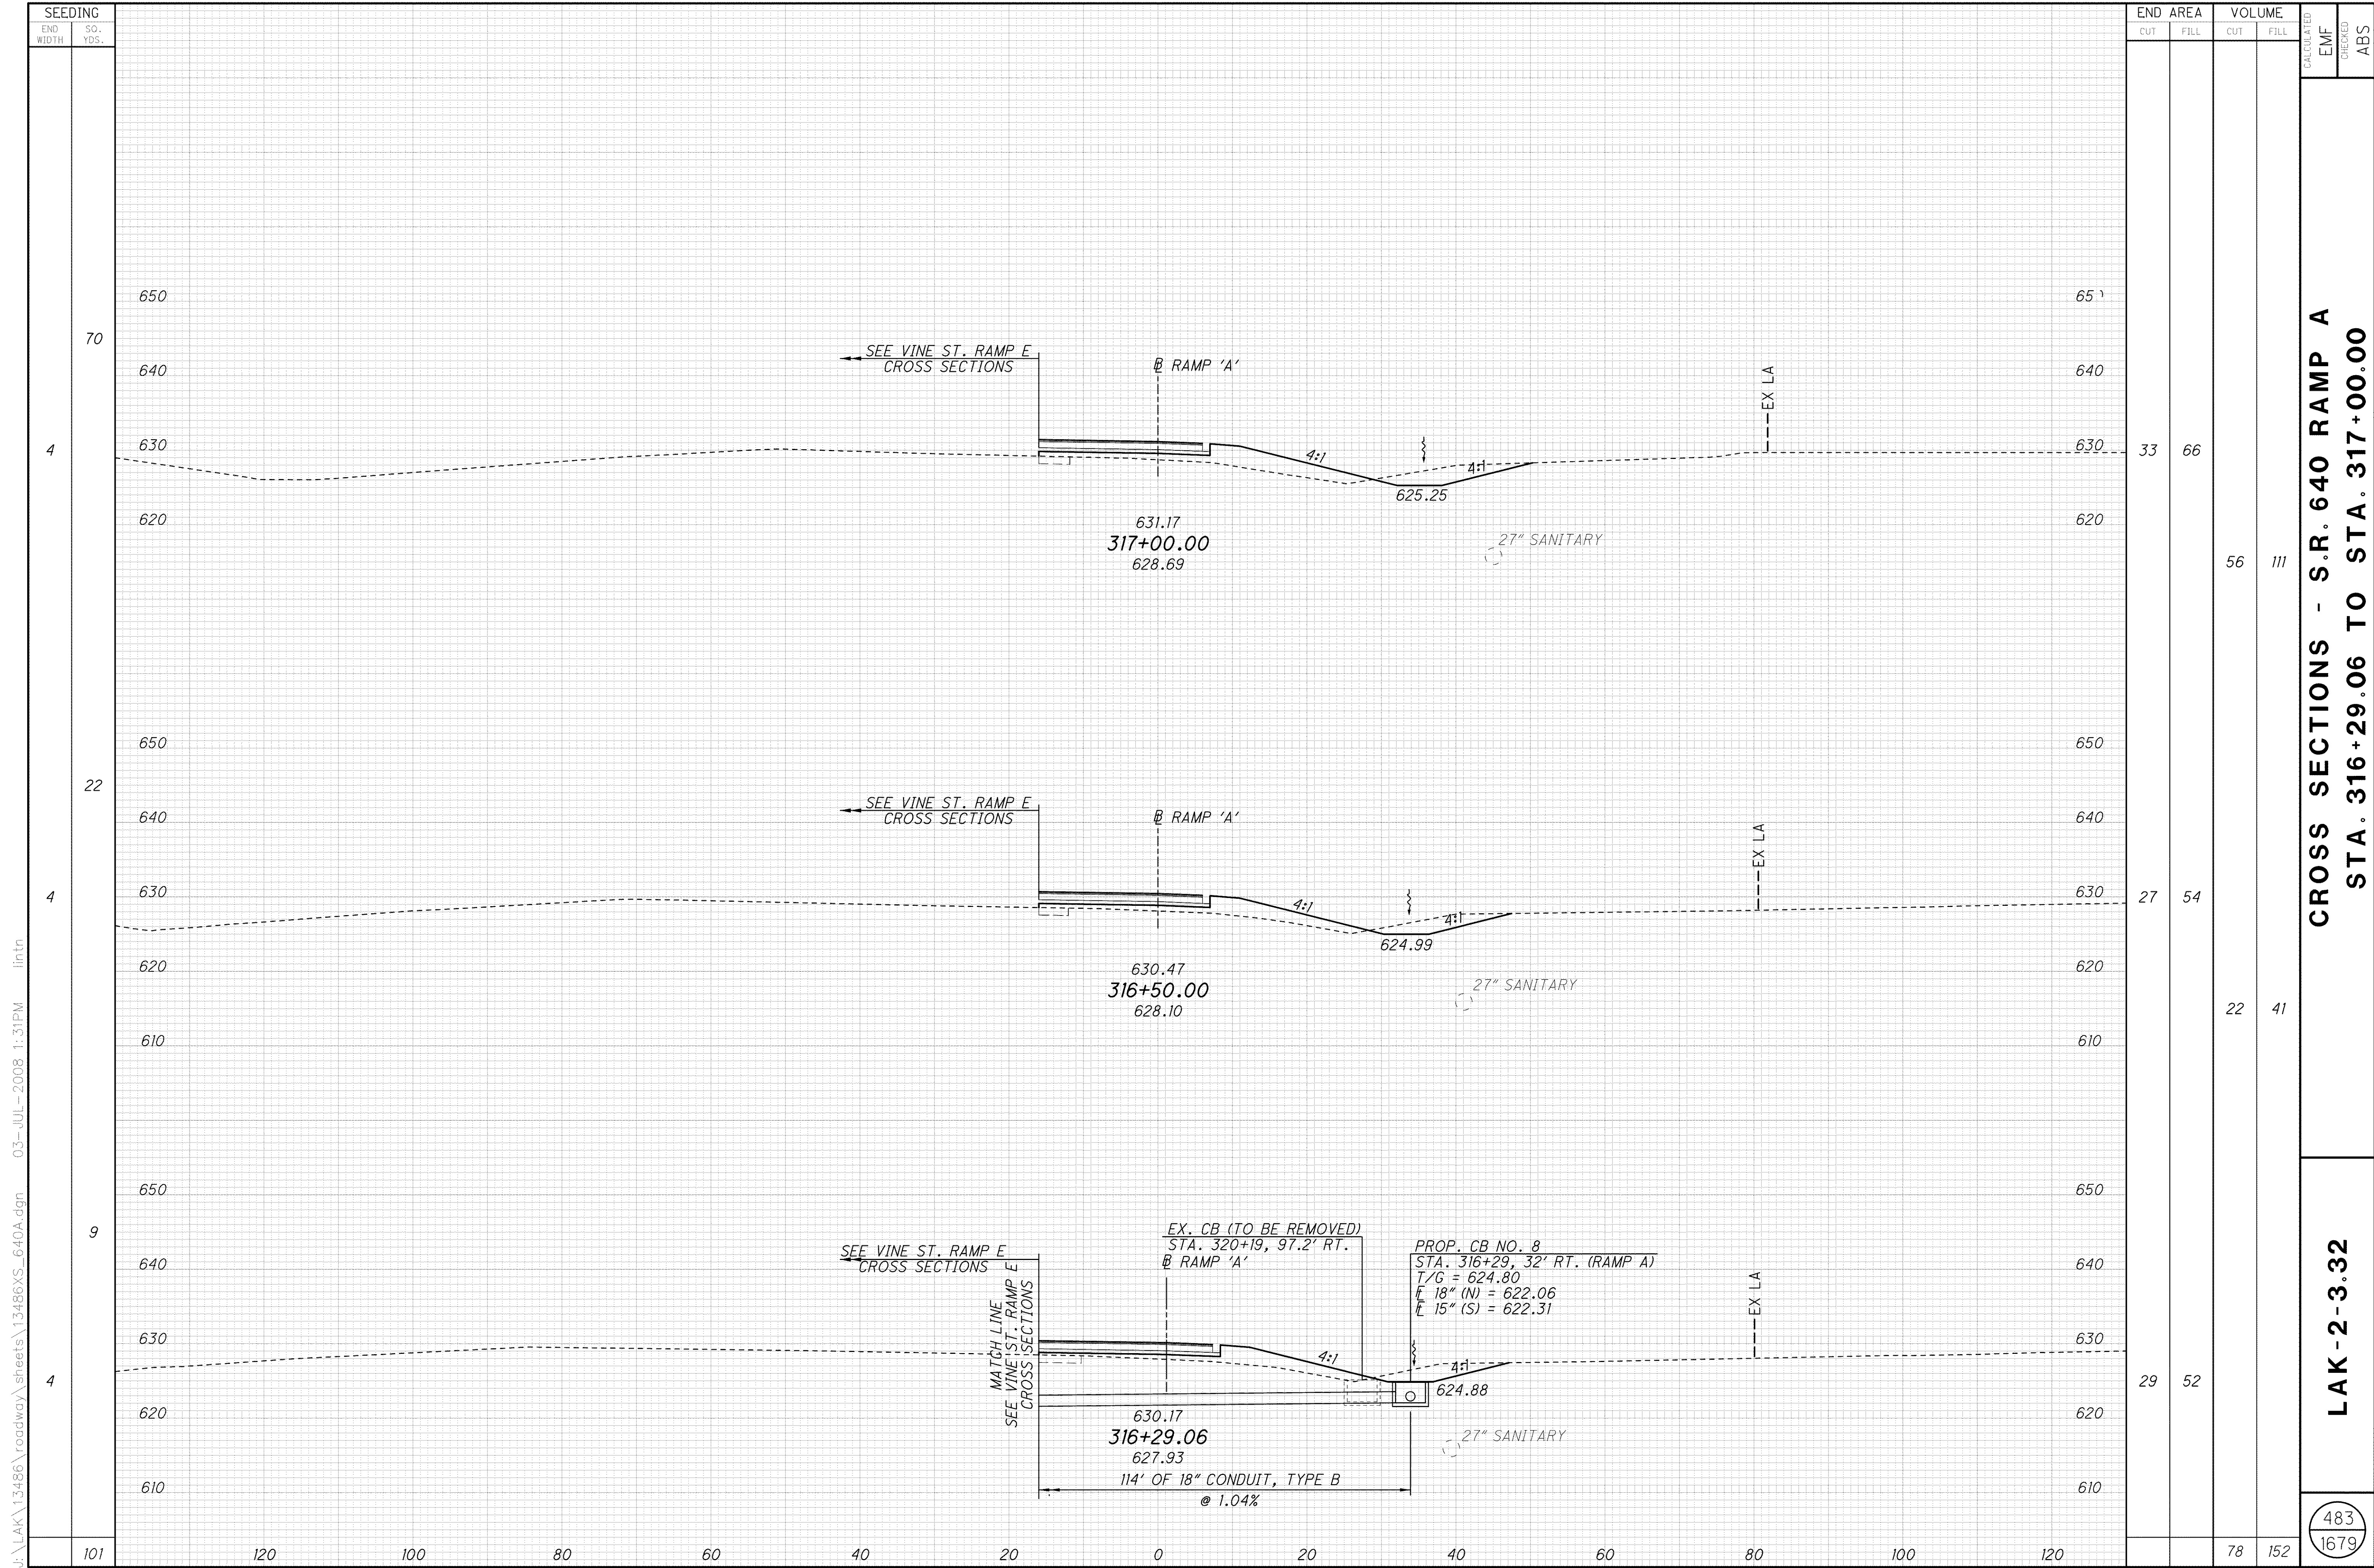 SEEDING
END WIDTH
SQ. YDS.
END AREA
VOLUME
CUT
FILL
CUT
FILL
CALCULATED
EMF
CHECKED
ABS
650
65
70
SEE VINE ST. RAMP E
CROSS SECTIONS
RAMP 'A'
640
640
EX LA
4
630
4:1
4:1
630
33
66
625.25
620
631.17
620
317+00.00
27" SANITARY
628.69
56
111
650
650
22
SEE VINE ST. RAMP E
CROSS SECTIONS
RAMP 'A'
640
640
EX LA
4
630
4:1
4:1
630
27
54
624.99
620
630.47
620
316+50.00
27" SANITARY
628.10
22
41
610
610
650
650
9
EX. CB (TO BE REMOVED)
STA. 320+19, 97.2' RT.
RAMP 'A'
SEE VINE ST. RAMP E
CROSS SECTIONS
PROP. CB NO. 8
STA. 316+29, 32' RT. (RAMP A)
T/G = 624.80
18" (N) = 622.06
15" (S) = 622.31
640
640
MATCH LINE
SEE VINE ST. RAMP E
CROSS SECTIONS
EX LA
630
630
4
4:1
4:1
29
52
624.88
620
630.17
620
316+29.06
27" SANITARY
627.93
114' OF 18" CONDUIT, TYPE B
@ 1.04%
610
610
101
120
100
80
60
40
20
0
20
40
60
80
100
120
78
152
CROSS SECTIONS - S.R. 640 RAMP A
STA. 316+29.06 TO STA. 317+00.00
LAK-2-3.32
483
1679
J:\LAK\13486\roadway\sheets\13486XS_640A.dgn 03-JUL-2008 1:31PM lintn